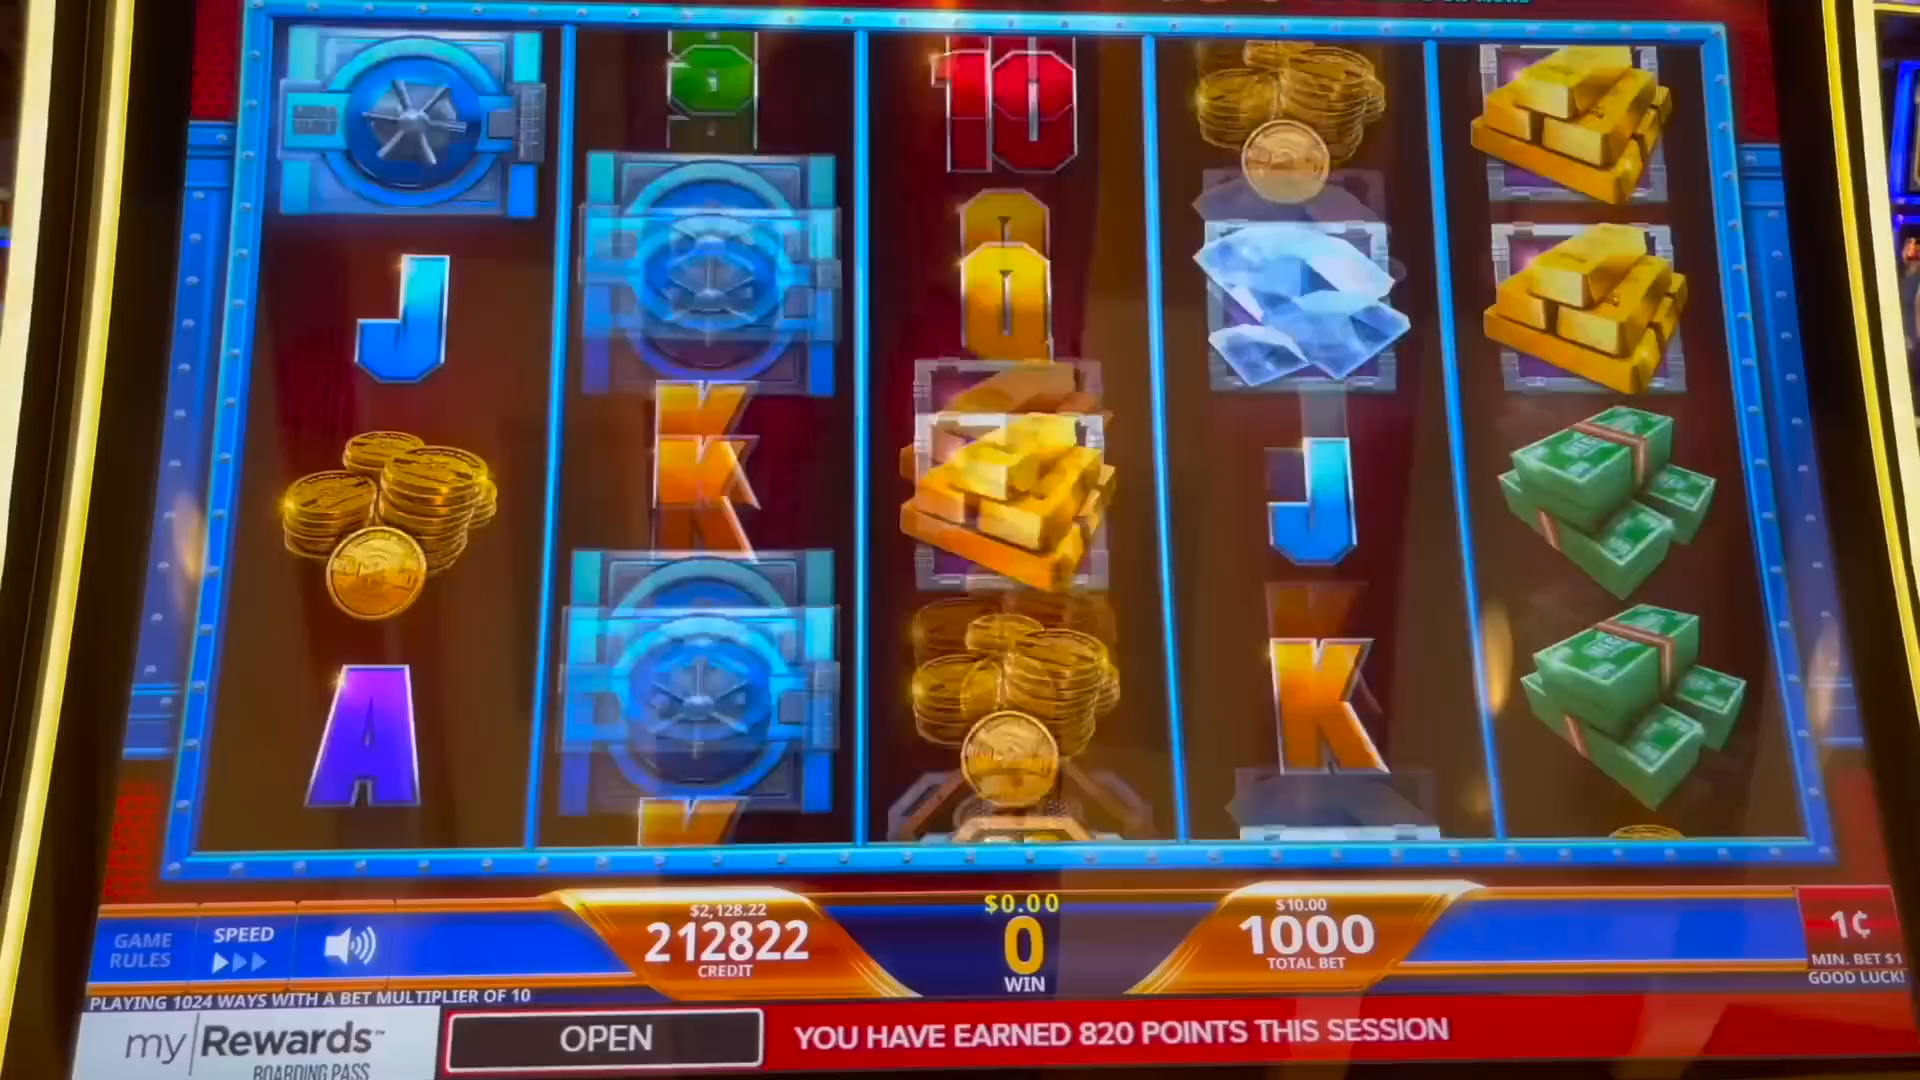 10
J
K
J
A
K
GAME RULES
SPEED
$2,128.22
212822
CREDIT
$0.00
0
WIN
$10.00
1000
TOTAL BET
1¢
MIN. BET $1
GOOD LUCK!
PLAYING 1024 WAYS WITH A BET MULTIPLIER OF 10
my Rewards™
BOARDING PASS
OPEN
YOU HAVE EARNED 820 POINTS THIS SESSION